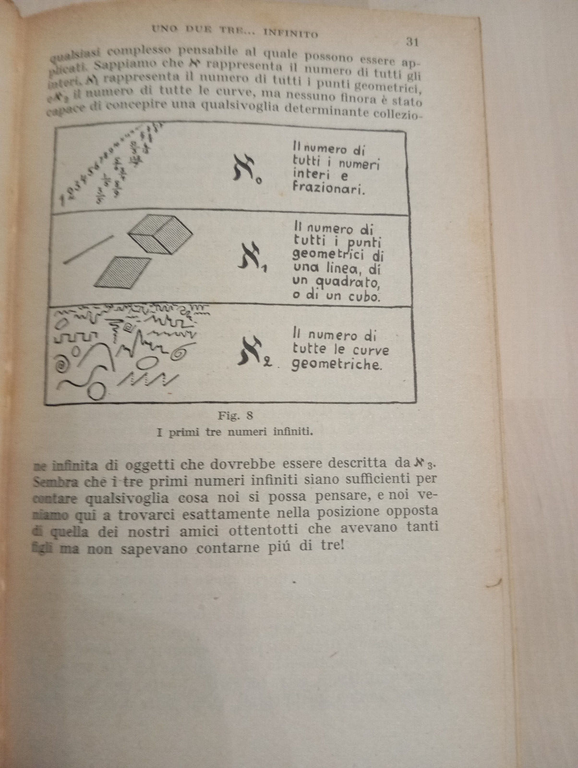 UNO DUE TRE... INFINITO 31
qualsiasi complesso pensabile al quale possono essere ap-
plicati. Sappiamo che ℵ rappresenta il numero di tutti gli
interi, ℵ₁ rappresenta il numero di tutti i punti geometrici,
e ℵ₂ il numero di tutte le curve, ma nessuno finora è stato
capace di concepire una qualsivoglia determinante collezio-
ℵ₀
Il numero di
tutti i numeri
interi e
frazionari.
ℵ₁
Il numero di
tutti i punti
geometrici di
una linea, di
un quadrato,
o di un cubo.
ℵ₂
Il numero di
tutte le curve
geometriche.
Fig. 8
I primi tre numeri infiniti.
ne infinita di oggetti che dovrebbe essere descritta da ℵ₃.
Sembra che i tre primi numeri infiniti siano sufficienti per
contare qualsivoglia cosa noi si possa pensare, e noi ve-
niamo qui a trovarci esattamente nella posizione opposta
di quella dei nostri amici ottentotti che avevano tanti
figli ma non sapevano contarne piú di tre!